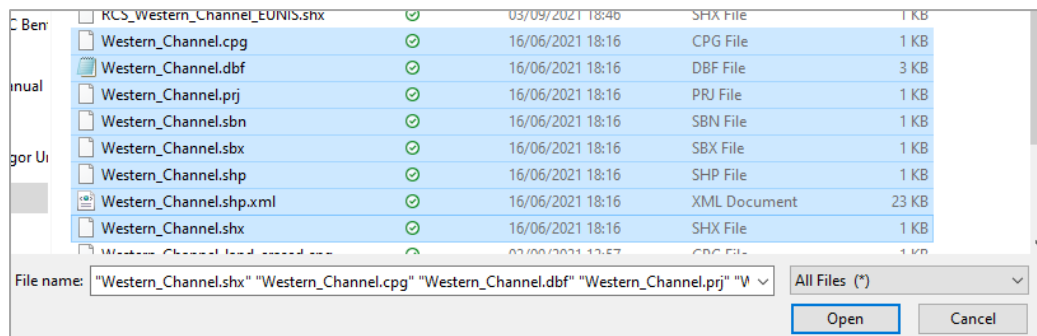 RCS_Western_Channel_EUNIS.shx 03/09/2021 18:46 SHX File 1 KB
C Ben
Western_Channel.cpg 16/06/2021 18:16 CPG File 1 KB
Western_Channel.dbf 16/06/2021 18:16 DBF File 3 KB
nual
Western_Channel.prj 16/06/2021 18:16 PRJ File 1 KB
Western_Channel.sbn 16/06/2021 18:16 SBN File 1 KB
Western_Channel.sbx 16/06/2021 18:16 SBX File 1 KB
gor U
Western_Channel.shp 16/06/2021 18:16 SHP File 1 KB
Western_Channel.shp.xml 16/06/2021 18:16 XML Document 23 KB
Western_Channel.shx 16/06/2021 18:16 SHX File 1 KB
File name: "Western_Channel.shx" "Western_Channel.cpg" "Western_Channel.dbf" "Western_Channel.prj" "W All Files (*)
Open Cancel